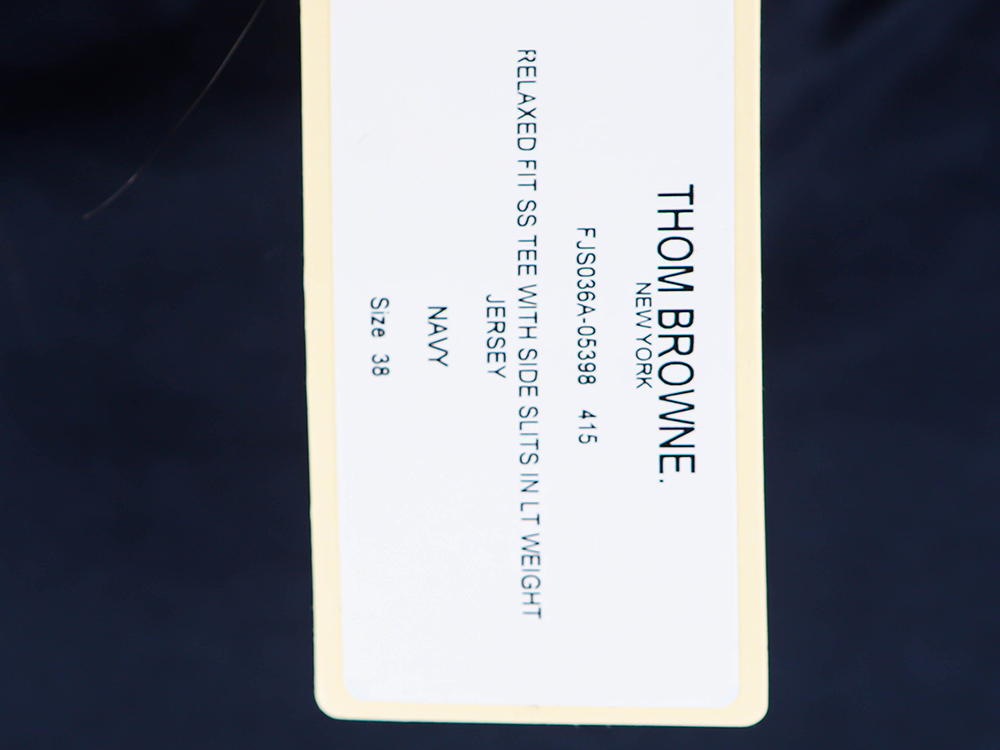 THOM BROWNE.
NEW YORK
FJS036A-05398 415
RELAXED FIT SS TEE WITH SIDE SLITS IN LT WEIGHT
JERSEY
NAVY
Size 38